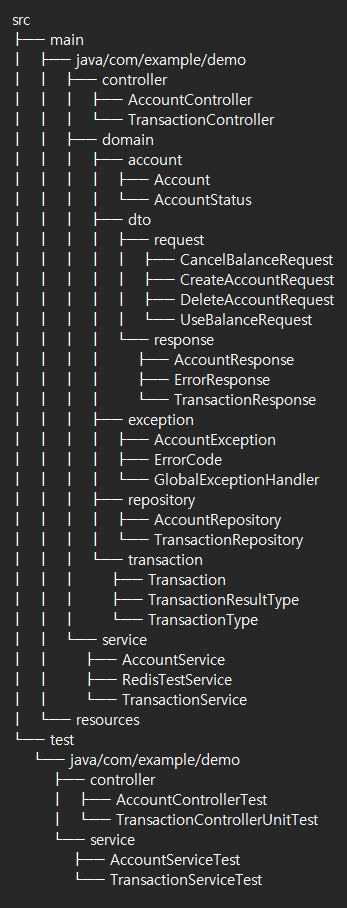 src
├── main
│   ├── java/com/example/demo
│   │   ├── controller
│   │   │   ├── AccountController
│   │   │   └── TransactionController
│   │   ├── domain
│   │   │   ├── account
│   │   │   │   ├── Account
│   │   │   │   └── AccountStatus
│   │   │   ├── dto
│   │   │   │   ├── request
│   │   │   │   │   ├── CancelBalanceRequest
│   │   │   │   │   ├── CreateAccountRequest
│   │   │   │   │   ├── DeleteAccountRequest
│   │   │   │   │   └── UseBalanceRequest
│   │   │   │   └── response
│   │   │   │       ├── AccountResponse
│   │   │   │       ├── ErrorResponse
│   │   │   │       └── TransactionResponse
│   │   │   ├── exception
│   │   │   │   ├── AccountException
│   │   │   │   ├── ErrorCode
│   │   │   │   └── GlobalExceptionHandler
│   │   │   ├── repository
│   │   │   │   ├── AccountRepository
│   │   │   │   └── TransactionRepository
│   │   │   └── transaction
│   │   │       ├── Transaction
│   │   │       ├── TransactionResultType
│   │   │       └── TransactionType
│   │   └── service
│   │       ├── AccountService
│   │       ├── RedisTestService
│   │       └── TransactionService
│   └── resources
└── test
    └── java/com/example/demo
        ├── controller
        │   ├── AccountControllerTest
        │   └── TransactionControllerUnitTest
        └── service
            ├── AccountServiceTest
            └── TransactionServiceTest